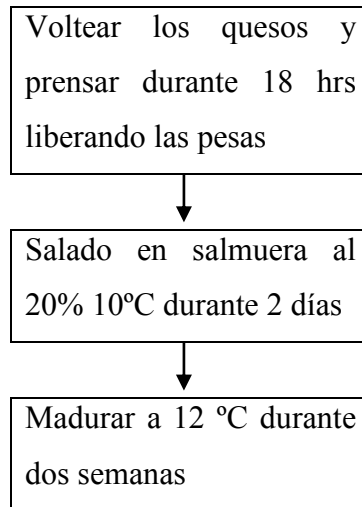 Voltear los quesos y
prensar durante 18 hrs
liberando las pesas
Salado en salmuera al
20% 10ºC durante 2 días
Madurar a 12 ºC durante
dos semanas